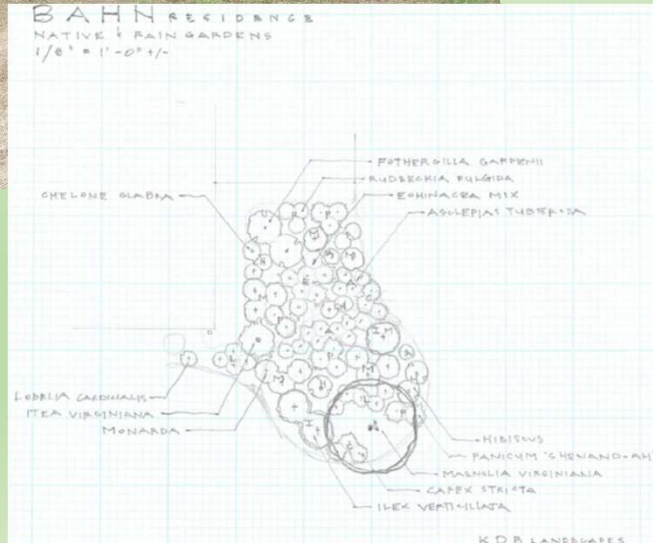 BAHN RESIDENCE
NATIVE & RAIN GARDENS
1/8" = 1'-0" +/-
FOTHERGILLA GARDENII
RUDBECKIA FULGIDA
ECHINACEA MIX
ASCLEPIAS TUBEROSA
CHELONE GLABRA
LOBELIA CARDINALIS
ITEA VIRGINIANA
MONARDA
HIBISCUS
PANICUM 'SHENANDOAH
MAGNOLIA VIRGINIANA
CAREX STRICTA
ILEX VERTICILLATA
KDB LANDSCAPES